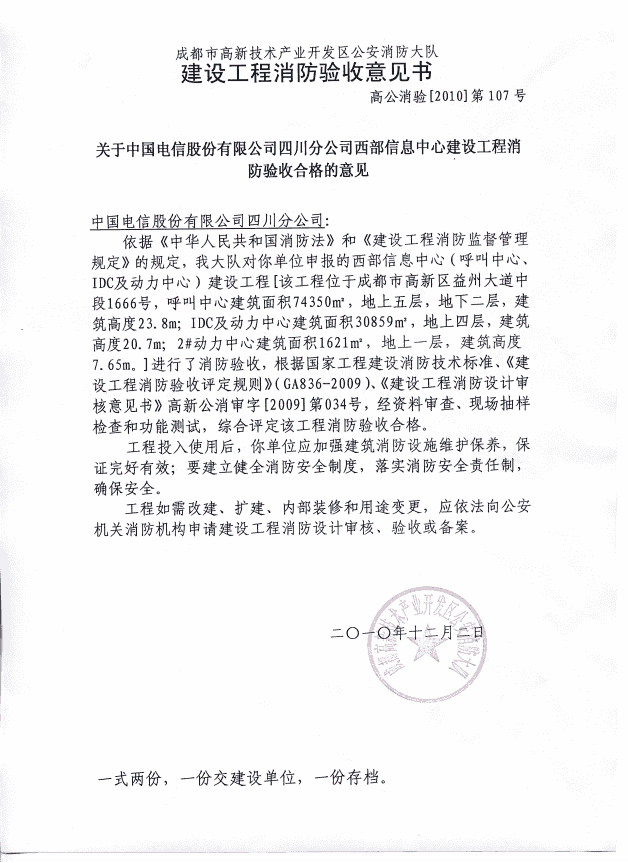 成都市高新技术产业开发区公安消防大队
建设工程消防验收意见书
高公消验[2010]第107号
关于中国电信股份有限公司四川分公司西部信息中心建设工程消
防验收合格的意见
中国电信股份有限公司四川分公司:
依据《中华人民共和国消防法》和《建设工程消防监督管理
规定》的规定，我大队对你单位申报的西部信息中心(呼叫中心、
IDC及动力中心)建设工程[该工程位于成都市高新区益州大道中
段1666号，呼叫中心建筑面积74350㎡，地上五层，地下二层，建
筑高度23.8m；IDC及动力中心建筑面积30859㎡，地上四层，建筑
高度20.7m；2#动力中心建筑面积1621㎡，地上一层，建筑高度
7.65m。]进行了消防验收，根据国家工程建设消防技术标准、《建
设工程消防验收评定规则》(GA836-2009)、《建设工程消防设计审
核意见书》高新公消审字[2009]第034号，经资料审查、现场抽样
检查和功能测试，综合评定该工程消防验收合格。
工程投入使用后，你单位应加强建筑消防设施维护保养，保
证完好有效；要建立健全消防安全制度，落实消防安全责任制，
确保安全。
工程如需改建、扩建、内部装修和用途变更，应依法向公安
机关消防机构申请建设工程消防设计审核、验收或备案。
成都高新技术产业开发区公安消防大队
二〇一〇年十二月二日
一式两份，一份交建设单位，一份存档。